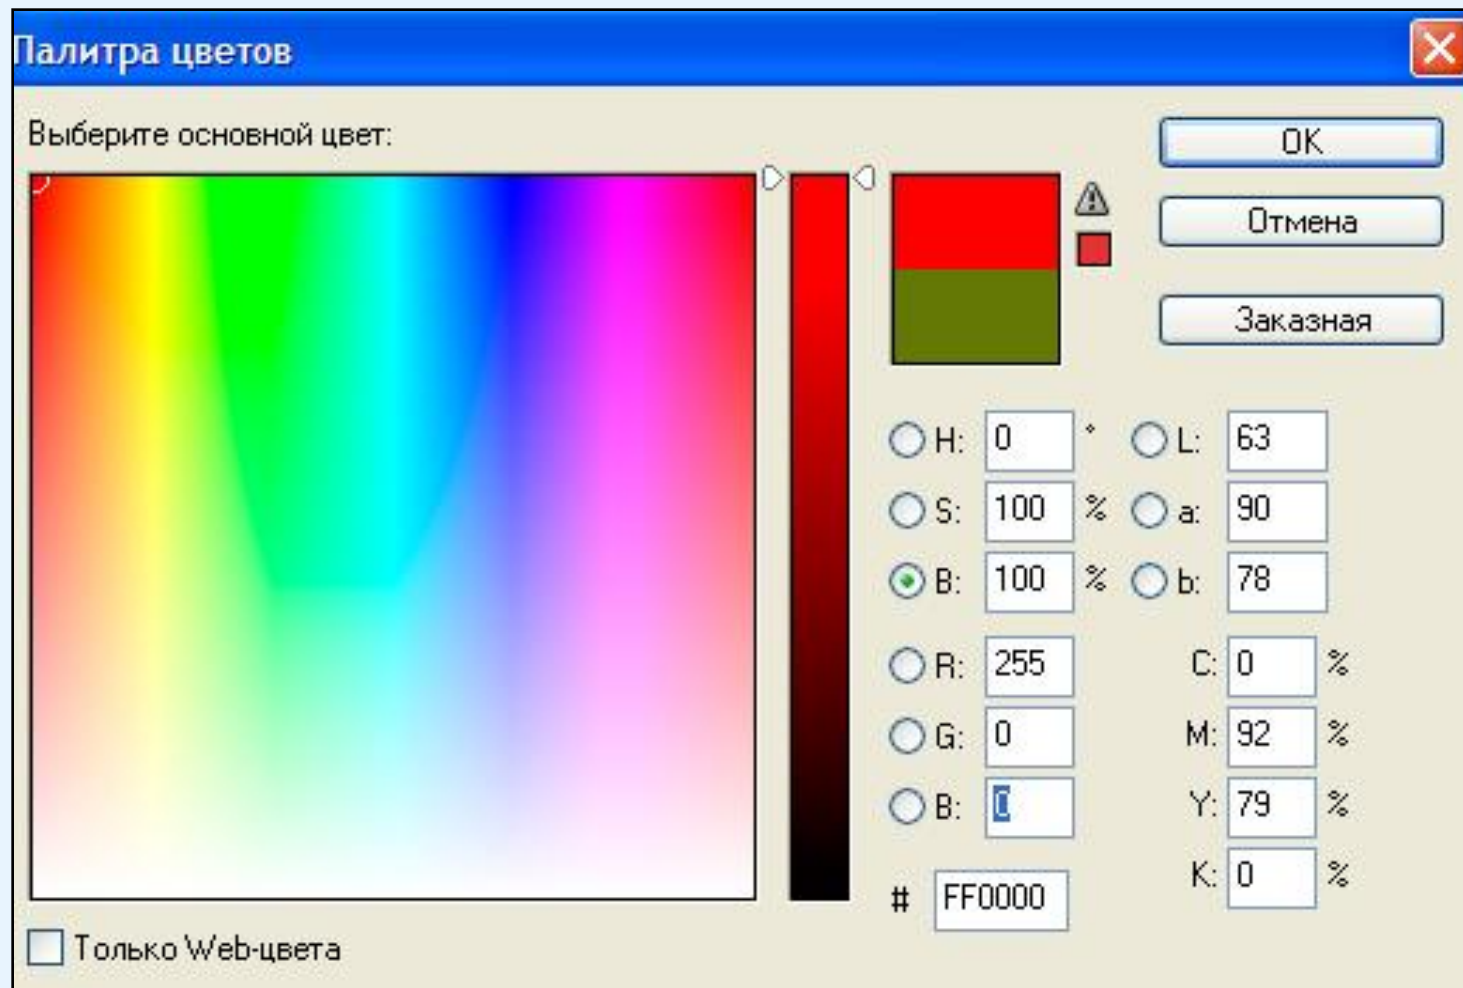 Палитра цветов
Выберите основной цвет:
OK
Отмена
Заказная
H: 0 ° L: 63
S: 100 % a: 90
B: 100 % b: 78
R: 255 C: 0 %
G: 0 M: 92 %
B: 0 Y: 79 %
K: 0 %
# FF0000
Только Web-цвета